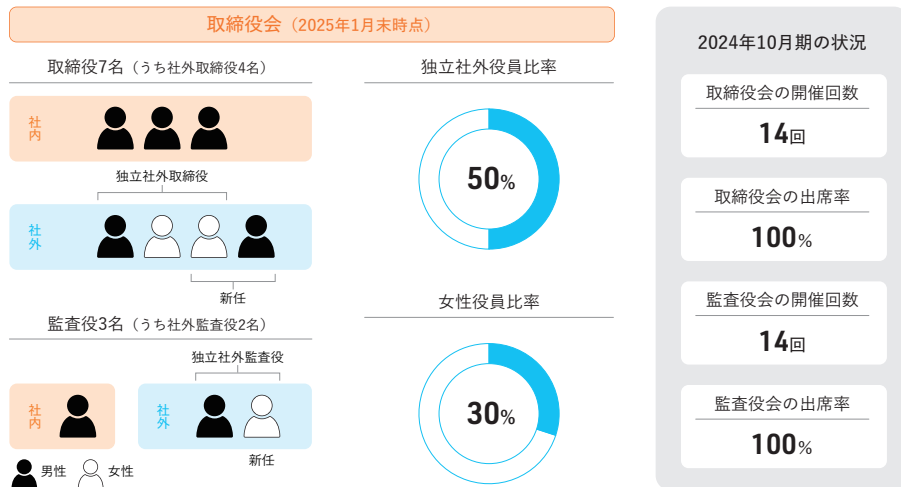 取締役会（2025年1月末時点）
取締役7名（うち社外取締役4名）
社内
独立社外取締役
社外
新任
監査役3名（うち社外監査役2名）
独立社外監査役
社内
社外
新任
男性
女性
独立社外役員比率
50%
女性役員比率
30%
2024年10月期の状況
取締役会の開催回数
14回
取締役会の出席率
100%
監査役会の開催回数
14回
監査役会の出席率
100%